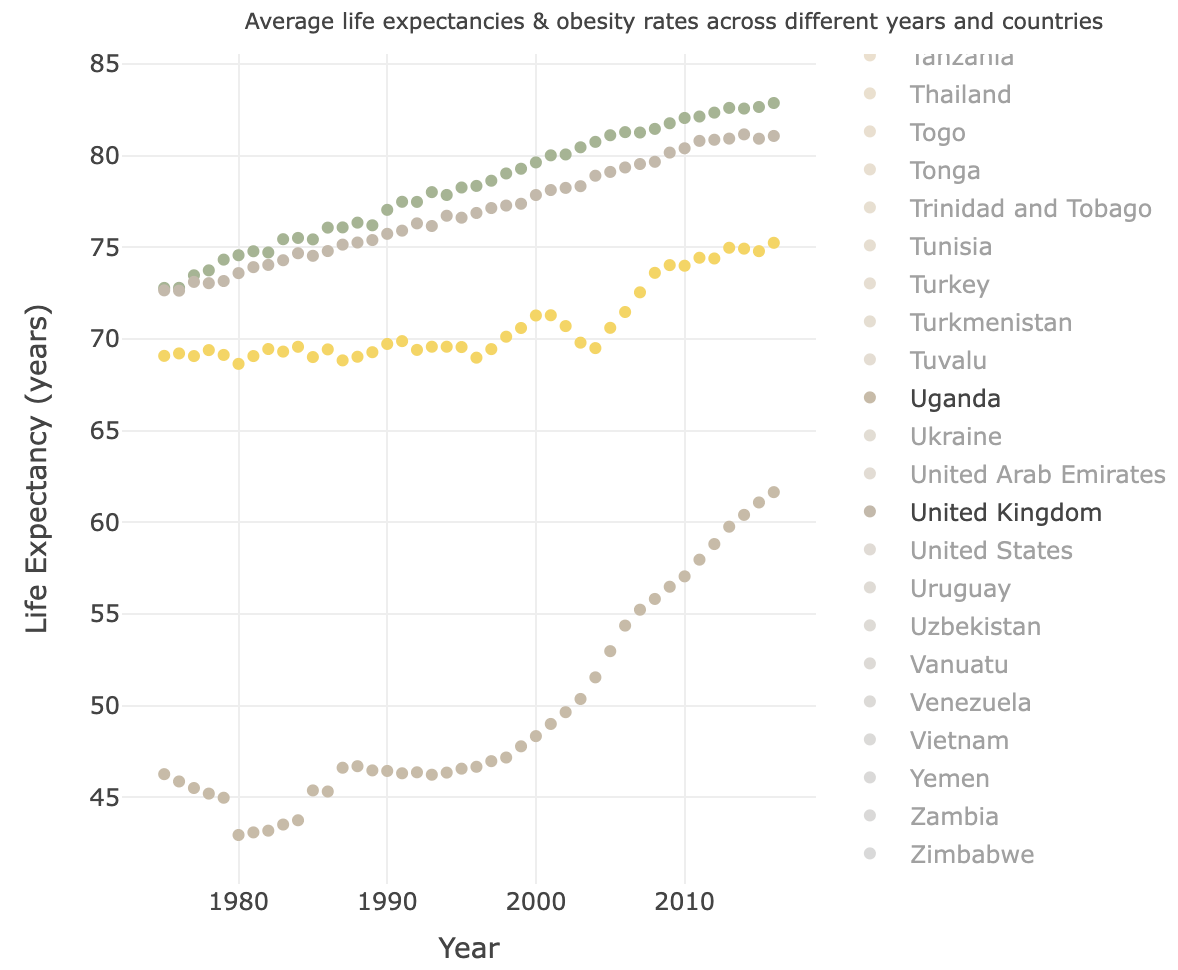 Average life expectancies & obesity rates across different years and countries
85
80
75
70
65
60
55
50
45
Life Expectancy (years)
1980
1990
2000
2010
Year
Tanzania
Thailand
Togo
Tonga
Trinidad and Tobago
Tunisia
Turkey
Turkmenistan
Tuvalu
Uganda
Ukraine
United Arab Emirates
United Kingdom
United States
Uruguay
Uzbekistan
Vanuatu
Venezuela
Vietnam
Yemen
Zambia
Zimbabwe